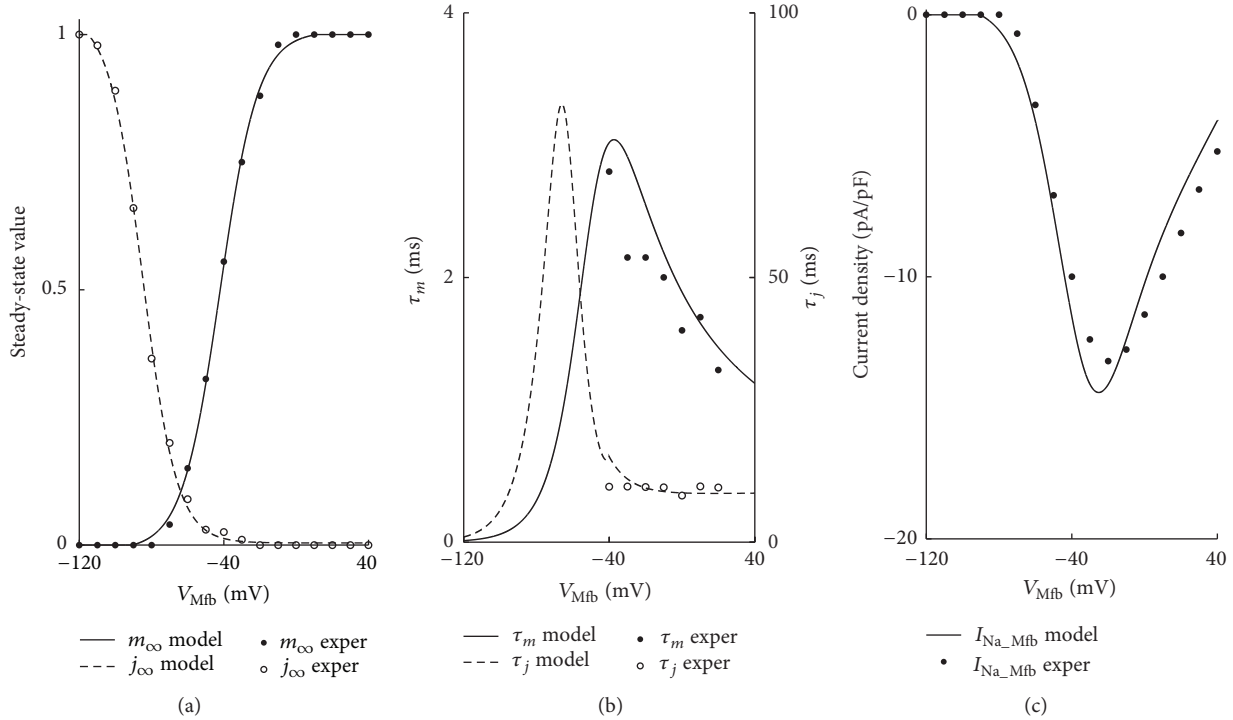 1
0.5
0
−120
−40
40
Steady-state value
V_Mfb (mV)
m_∞ model
m_∞ exper
j_∞ model
j_∞ exper
(a)
4
2
0
100
50
0
−120
−40
40
τ_m (ms)
τ_j (ms)
V_Mfb (mV)
τ_m model
τ_m exper
τ_j model
τ_j exper
(b)
0
−10
−20
−120
−40
40
Current density (pA/pF)
V_Mfb (mV)
I_Na_Mfb model
I_Na_Mfb exper
(c)